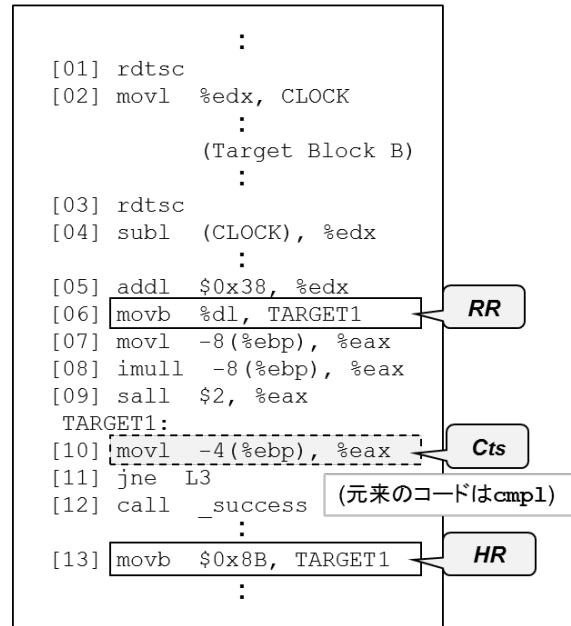 :
[01] rdtsc
[02] movl %edx, CLOCK
:
(Target Block B)
:
[03] rdtsc
[04] subl (CLOCK), %edx
:
[05] addl $0x38, %edx
[06] movb %dl, TARGET1
RR
[07] movl -8(%ebp), %eax
[08] imull -8(%ebp), %eax
[09] sall $2, %eax
TARGET1:
[10] movl -4(%ebp), %eax
Cts
[11] jne L3
(元来のコードはcmpl)
[12] call _success
:
[13] movb $0x8B, TARGET1
HR
: